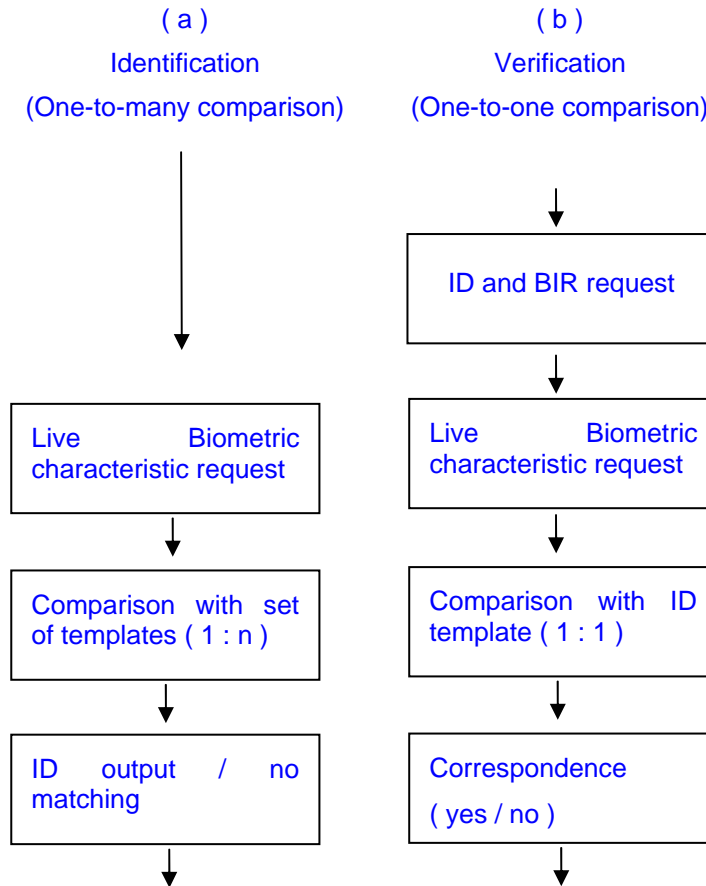 ( a )
Identification
(One-to-many comparison)
Live Biometric
characteristic request
Comparison with set
of templates ( 1 : n )
ID output / no
matching
( b )
Verification
(One-to-one comparison)
ID and BIR request
Live Biometric
characteristic request
Comparison with ID
template ( 1 : 1 )
Correspondence
( yes / no )